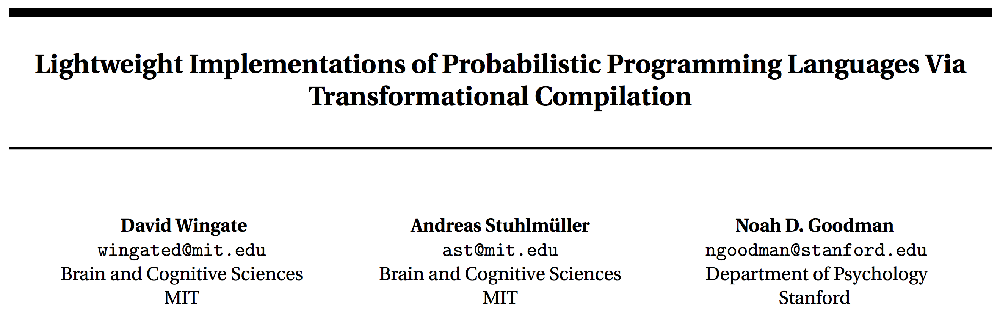 Lightweight Implementations of Probabilistic Programming Languages Via
Transformational Compilation
David Wingate
wingated@mit.edu
Brain and Cognitive Sciences
MIT
Andreas Stuhlmüller
ast@mit.edu
Brain and Cognitive Sciences
MIT
Noah D. Goodman
ngoodman@stanford.edu
Department of Psychology
Stanford